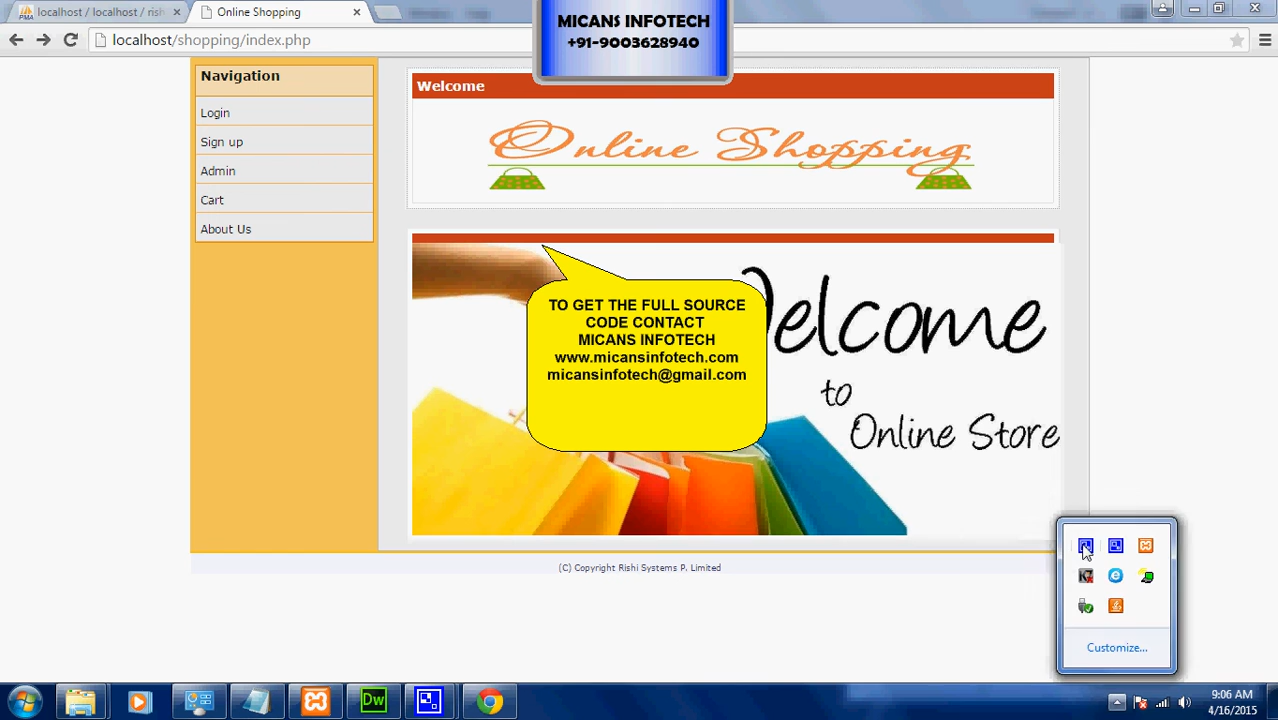 localhost / localhost / rish
Online Shopping
MICANS INFOTECH
+91-9003628940
localhost/shopping/index.php
Navigation
Login
Sign up
Admin
Cart
About Us
Welcome
Online Shopping
TO GET THE FULL SOURCE
CODE CONTACT
MICANS INFOTECH
www.micansinfotech.com
micansinfotech@gmail.com
Welcome
to
Online Store
(C) Copyright Rishi Systems P. Limited
Customize...
Dw
9:06 AM
4/16/2015